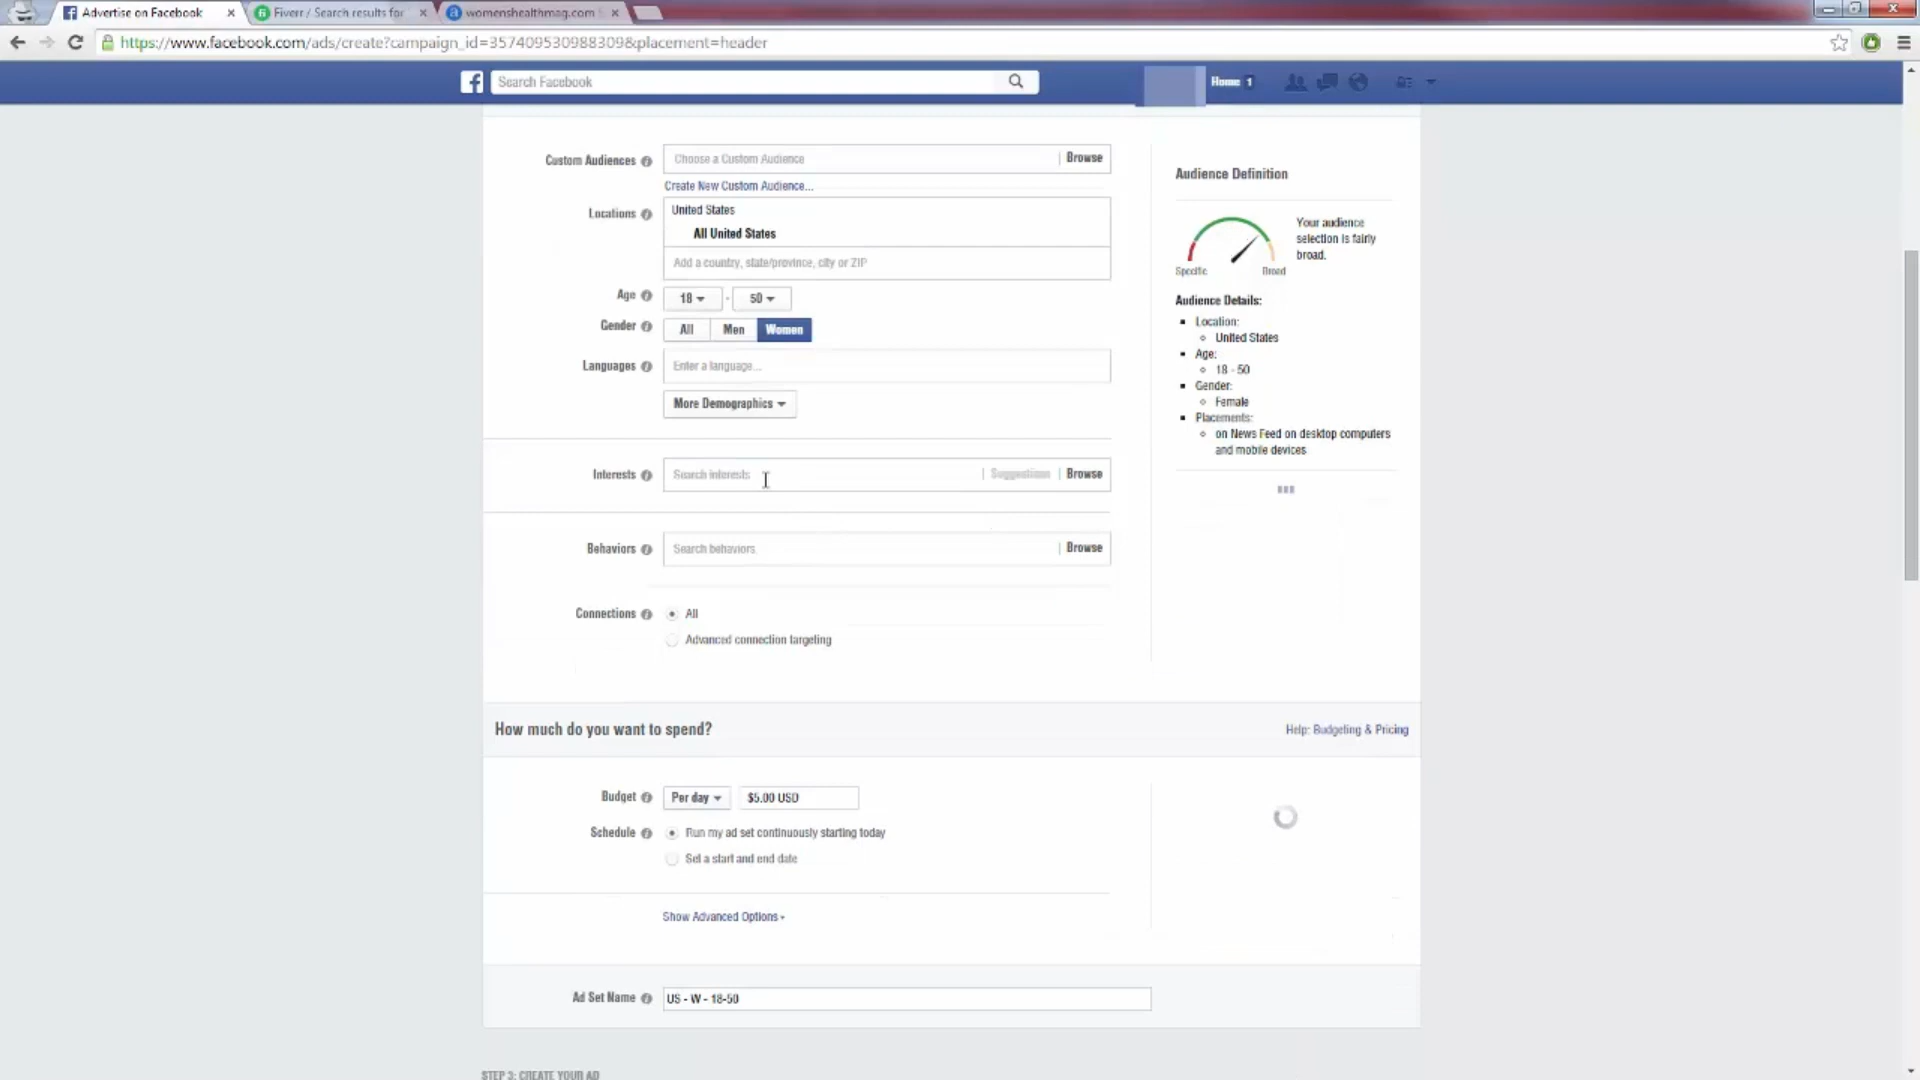 Advertise on Facebook
Fiverr / Search results for
womenshealthmag.com
https://www.facebook.com/ads/create?campaign_id=357409530988309&placement=header
Search Facebook
Home 1
Custom Audiences
Choose a Custom Audience
Browse
Create New Custom Audience...
Locations
United States
All United States
Add a country, state/province, city or ZIP
Age
18 - 50
Gender
All
Men
Women
Languages
Enter a language...
More Demographics
Interests
Search interests
Suggestions
Browse
Behaviors
Search behaviors
Browse
Connections
All
Advanced connection targeting
Audience Definition
Your audience
selection is fairly
broad.
Specific
Broad
Audience Details:
Location:
United States
Age:
18 - 50
Gender:
Female
Placements:
on News Feed on desktop computers
and mobile devices
How much do you want to spend?
Help: Budgeting & Pricing
Budget
Per day
$5.00 USD
Schedule
Run my ad set continuously starting today
Set a start and end date
Show Advanced Options
Ad Set Name
US - W - 18-50
STEP 3: CREATE YOUR AD